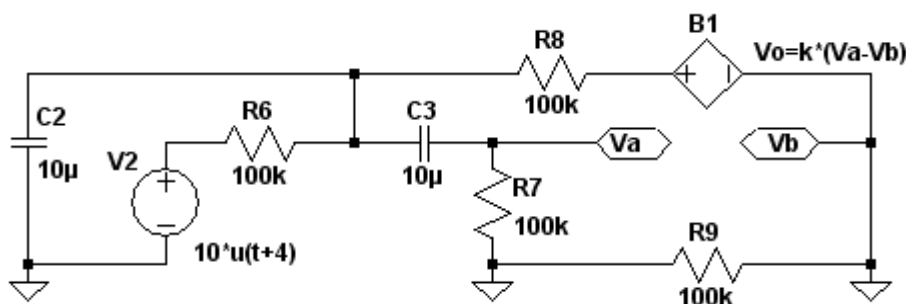 B1
R8
Vo=k*(Va-Vb)
+
-
100k
C2
R6
C3
Va
Vb
10µ
V2
100k
10µ
R7
+
-
100k
10*u(t+4)
R9
100k